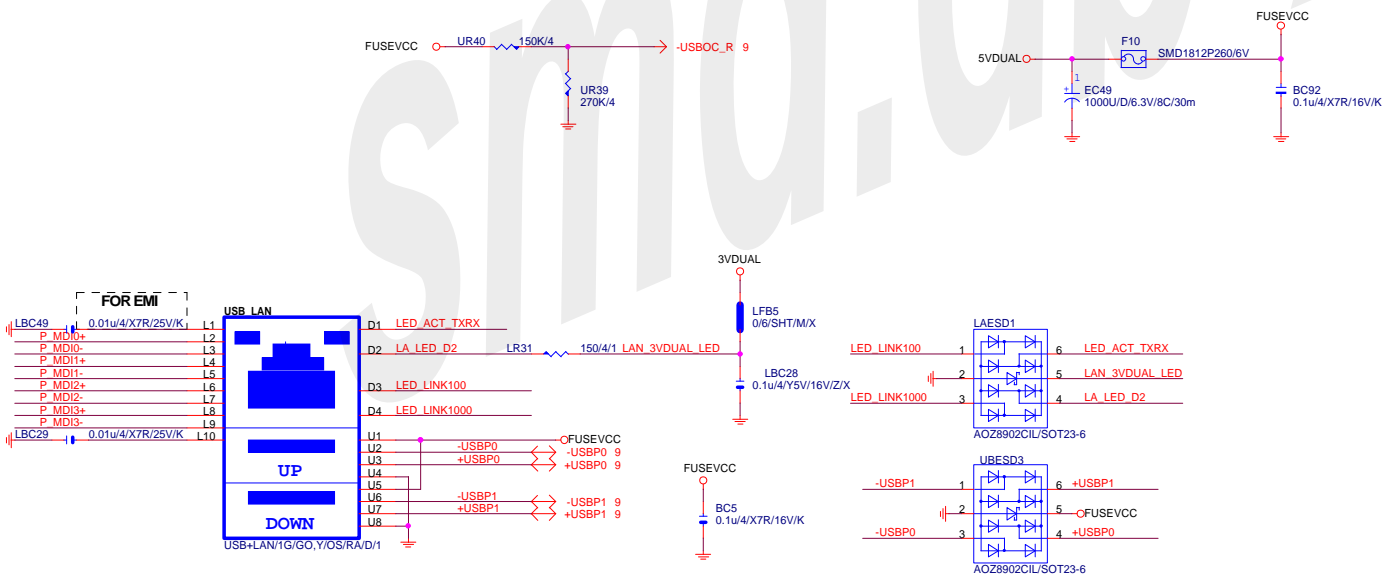 FUSEVCC
UR40
150K/4
-USBOC_R 9
UR39
270K/4
FUSEVCC
5VDUAL
F10
SMD1812P260/6V
1
+
EC49
1000U/D/6.3V/8C/30m
BC92
0.1u/4/X7R/16V/K
smd.
3VDUAL
LFB5
0/6/SHT/M/X
FOR EMI
USB_LAN
LBC49
0.01u/4/X7R/25V/K
L1
P_MDI0+
L2
P_MDI0-
L3
P_MDI1+
L4
P_MDI1-
L5
P_MDI2+
L6
P_MDI2-
L7
P_MDI3+
L8
P_MDI3-
L9
LBC29
0.01u/4/X7R/25V/K
L10
D1 LED_ACT_TXRX
D2 LA_LED_D2
LR31
150/4/1 LAN_3VDUAL_LED
LBC28
0.1u/4/Y5V/16V/Z/X
D3 LED_LINK100
D4 LED_LINK1000
U1
FUSEVCC
U2
-USBP0
-USBP0 9
U3
+USBP0
+USBP0 9
U4
U5
U6
-USBP1
-USBP1 9
U7
+USBP1
+USBP1 9
U8
UP
DOWN
USB+LAN/1G/GO,Y/OS/RA/D/1
FUSEVCC
BC5
0.1u/4/X7R/16V/K
LAESD1
LED_LINK100
1
6
LED_ACT_TXRX
2
5
LAN_3VDUAL_LED
LED_LINK1000
3
4
LA_LED_D2
AOZ8902CIL/SOT23-6
UBESD3
-USBP1
1
6
+USBP1
2
5
FUSEVCC
-USBP0
3
4
+USBP0
AOZ8902CIL/SOT23-6